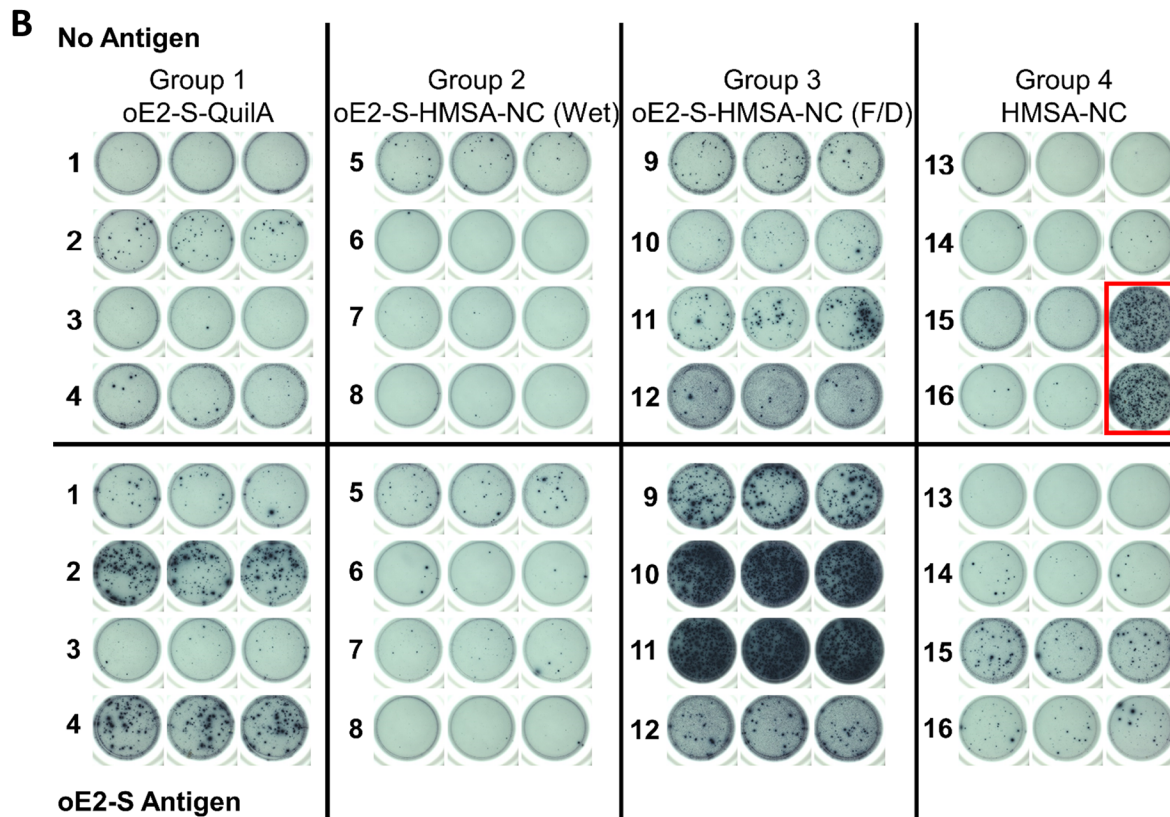 B
No Antigen
Group 1 Group 2 Group 3 Group 4
oE2-S-QuilA oE2-S-HMSA-NC (Wet) oE2-S-HMSA-NC (F/D) HMSA-NC
1 5 9 13
2 6 10 14
3 7 11 15
4 8 12 16
1 5 9 13
2 6 10 14
3 7 11 15
4 8 12 16
oE2-S Antigen